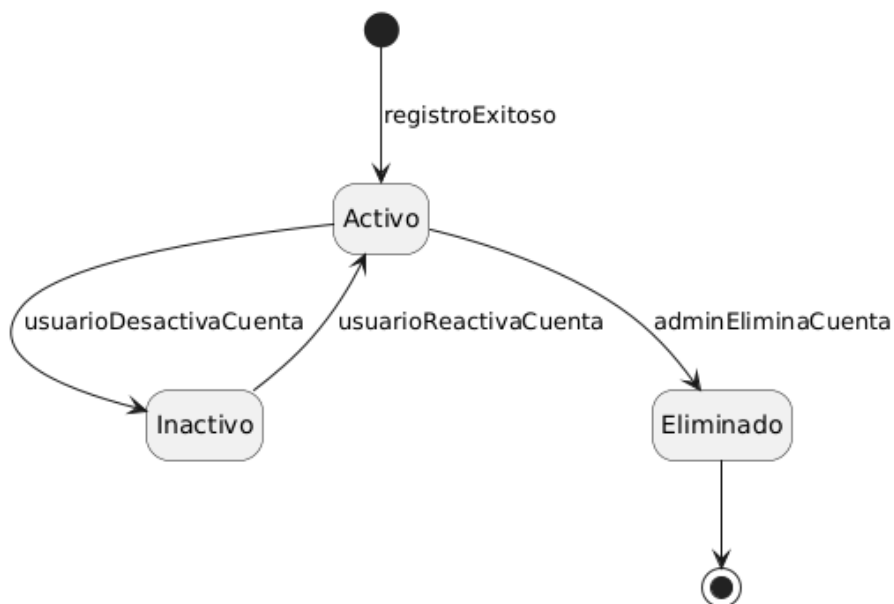 registroExitoso
Activo
usuarioDesactivaCuenta
usuarioReactivaCuenta
adminEliminaCuenta
Inactivo
Eliminado